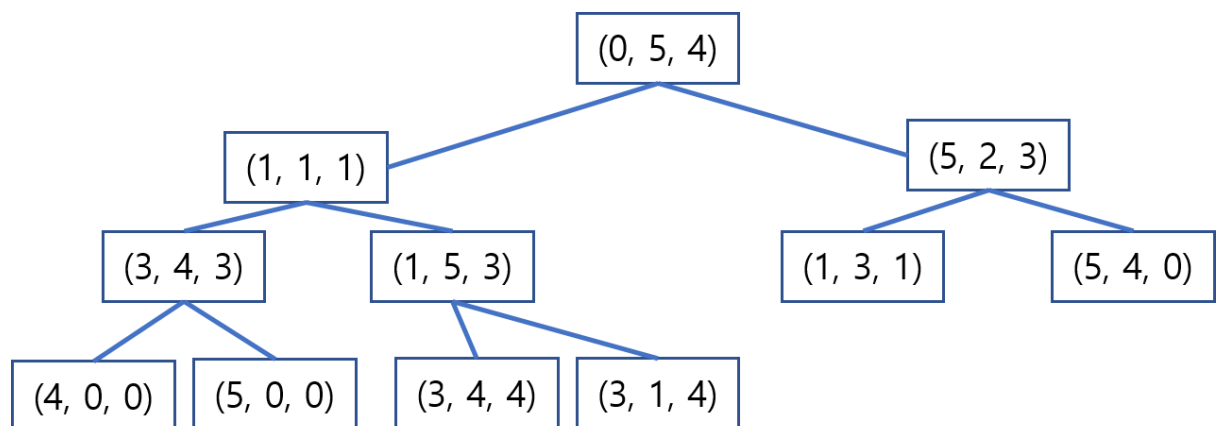 (0, 5, 4)
(1, 1, 1)
(5, 2, 3)
(3, 4, 3)
(1, 5, 3)
(1, 3, 1)
(5, 4, 0)
(4, 0, 0)
(5, 0, 0)
(3, 4, 4)
(3, 1, 4)